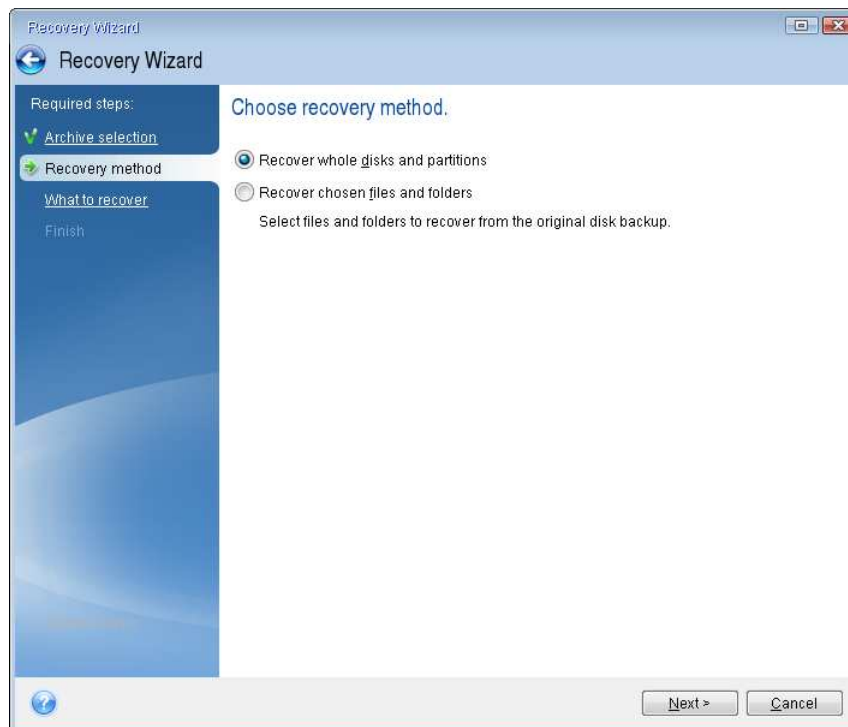 Recovery Wizard
Recovery Wizard
Required steps:
Archive selection
Recovery method
What to recover
Finish
Choose recovery method.
Recover whole disks and partitions
Recover chosen files and folders
Select files and folders to recover from the original disk backup.
Next >
Cancel